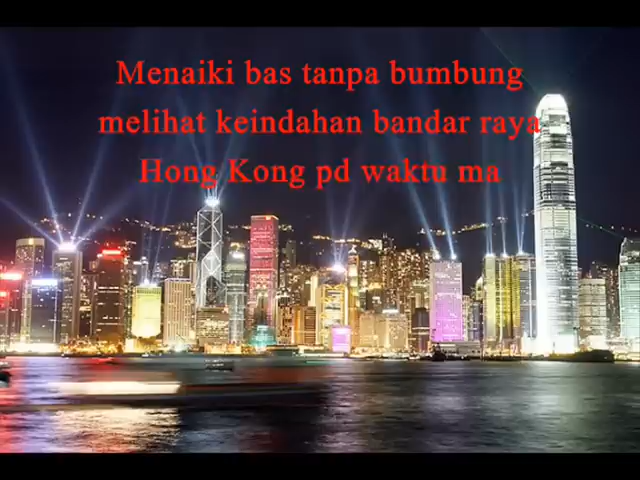 Menaiki bas tanpa bumbung
melihat keindahan bandar raya
Hong Kong pd waktu ma